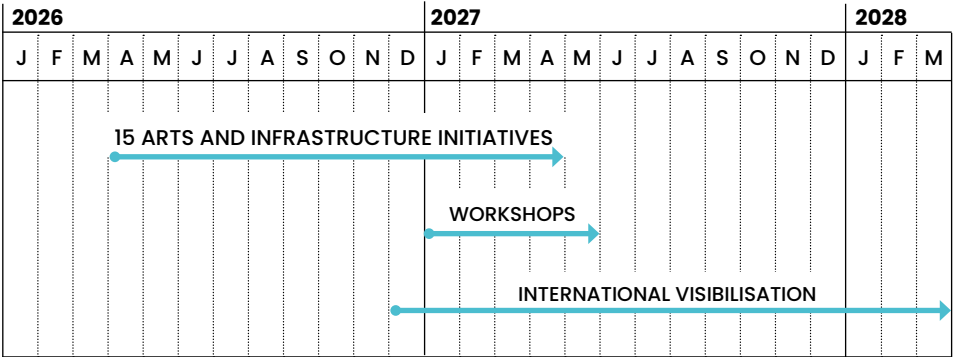 2026 2027 2028
J F M A M J J A S O N D J F M A M J J A S O N D J F M
15 ARTS AND INFRASTRUCTURE INITIATIVES
WORKSHOPS
INTERNATIONAL VISIBILISATION